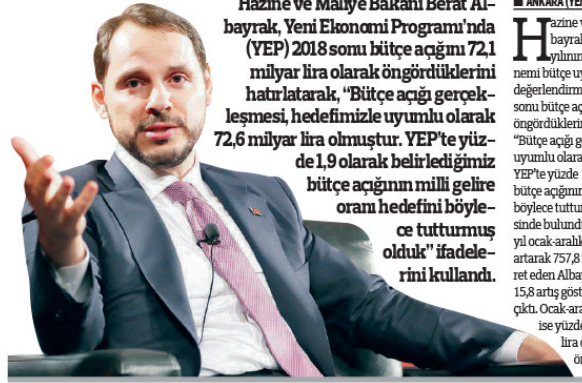 Hazine ve Maliye Bakanı Berat Al-
bayrak, Yeni Ekonomi Programı’nda
(YEP) 2018 sonu bütçe açığını 72,1
milyar lira olarak öngördüklerini
hatırlatarak, “Bütçe açığı gerçek-
leşmesi, hedefimizle uyumlu olarak
72,6 milyar lira olmuştur. YEP’te yüz-
de 1,9 olarak belirlediğimiz
bütçe açığının milli gelire
oranı hedefini böyle-
ce tutturmuş
olduk” ifadele-
rini kullandı.
■ ANKARA (YEN
Hazine v
bayrak
yılının
nemi bütçe uy
değerlendirm
sonu bütçe aç
öngördüklerin
“Bütçe açığı g
uyumlu olara
YEP’te yüzde 1
bütçe açığının
böylece tuttur
sinde bulundu
yıl ocak-aralık
artarak 757,8
ret eden Albay
15,8 artış göst
çıktı. Ocak-ara
ise yüzde
lira o
ön